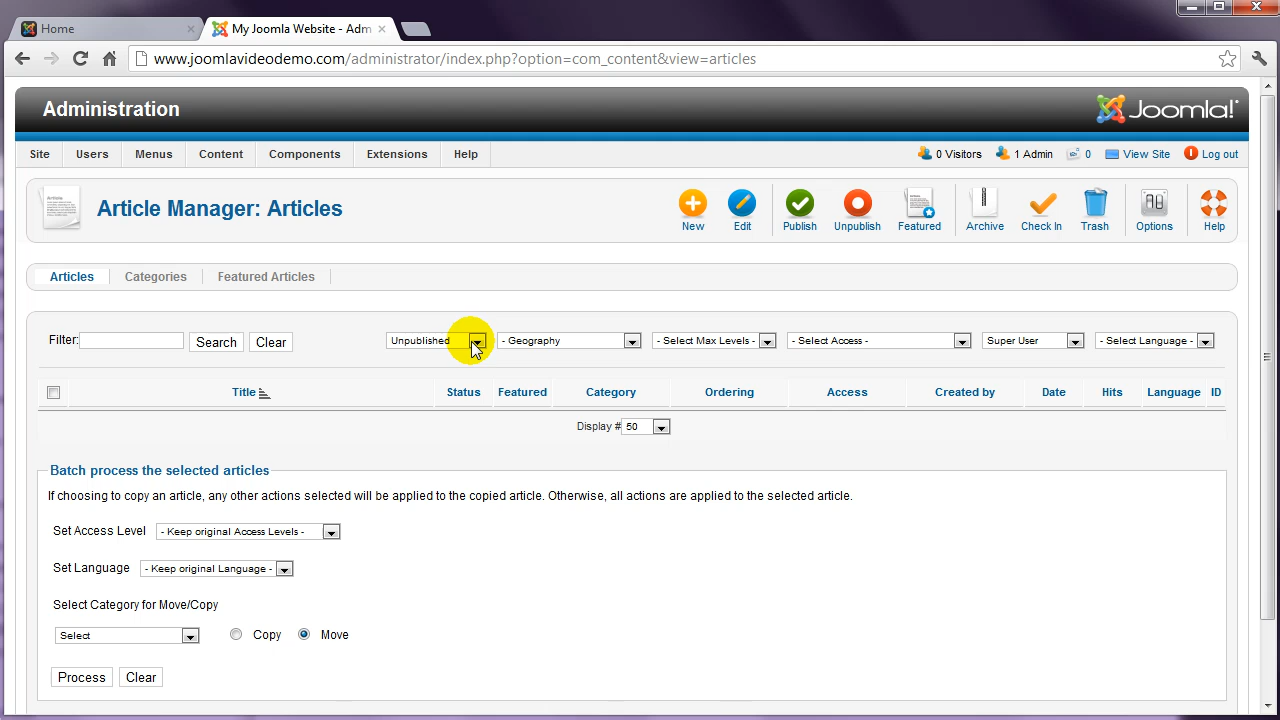 Home
My Joomla Website - Adm
www.joomlavideodemo.com/administrator/index.php?option=com_content&view=articles
Administration
Joomla!
Site Users Menus Content Components Extensions Help
0 Visitors 1 Admin 0 View Site Log out
Article Manager: Articles
New Edit Publish Unpublish Featured Archive Check In Trash Options Help
Articles Categories Featured Articles
Filter: Search Clear Unpublished - Geography - Select Max Levels - - Select Access - Super User - Select Language -
Title Status Featured Category Ordering Access Created by Date Hits Language ID
Display # 50
Batch process the selected articles
If choosing to copy an article, any other actions selected will be applied to the copied article. Otherwise, all actions are applied to the selected article.
Set Access Level - Keep original Access Levels -
Set Language - Keep original Language -
Select Category for Move/Copy
Select Copy Move
Process Clear